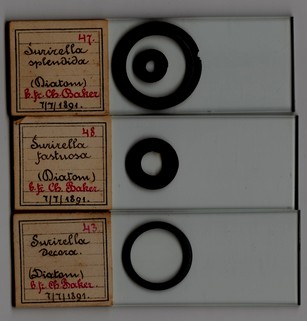 47.
Surirella
splendida
(Diatom)
Ch. Baker
7/7/1891.
48.
Surirella
fastuosa
(Diatom)
Ch. Baker.
7/7/1891.
43.
Surirella
decora.
(Diatom)
Ch. Baker.
7/7/1891.